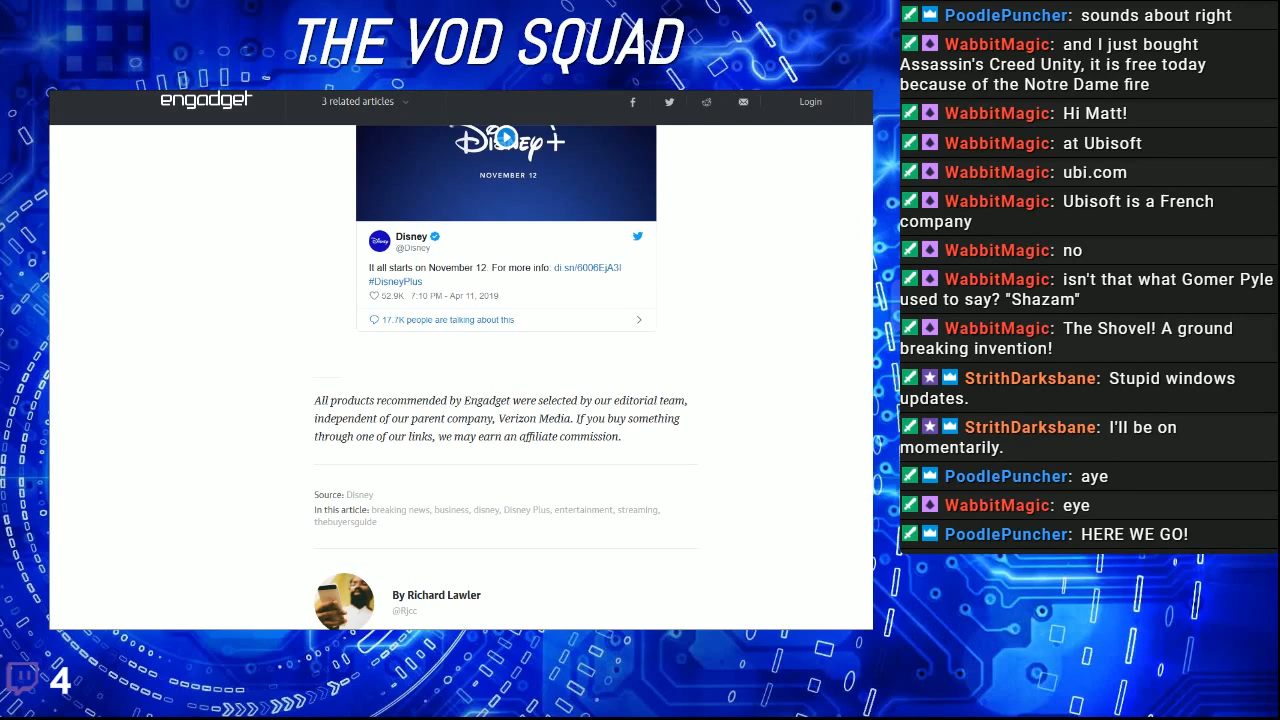 THE VOD SQUAD
engadget
3 related articles
Login
Disney+
NOVEMBER 12
Disney
@Disney
It all starts on November 12. For more info: di.sn/6006EjA3I
#DisneyPlus
52.9K 7:10 PM - Apr 11, 2019
17.7K people are talking about this
All products recommended by Engadget were selected by our editorial team,
independent of our parent company, Verizon Media. If you buy something
through one of our links, we may earn an affiliate commission.
Source: Disney
In this article: breaking news, business, disney, Disney Plus, entertainment, streaming,
thebuyersguide
By Richard Lawler
@Rjcc
4
PoodlePuncher: sounds about right
WabbitMagic: and I just bought
Assassin's Creed Unity, it is free today
because of the Notre Dame fire
WabbitMagic: Hi Matt!
WabbitMagic: at Ubisoft
WabbitMagic: ubi.com
WabbitMagic: Ubisoft is a French
company
WabbitMagic: no
WabbitMagic: isn't that what Gomer Pyle
used to say? "Shazam"
WabbitMagic: The Shovel! A ground
breaking invention!
StrithDarksbane: Stupid windows
updates.
StrithDarksbane: I'll be on
momentarily.
PoodlePuncher: aye
WabbitMagic: eye
PoodlePuncher: HERE WE GO!